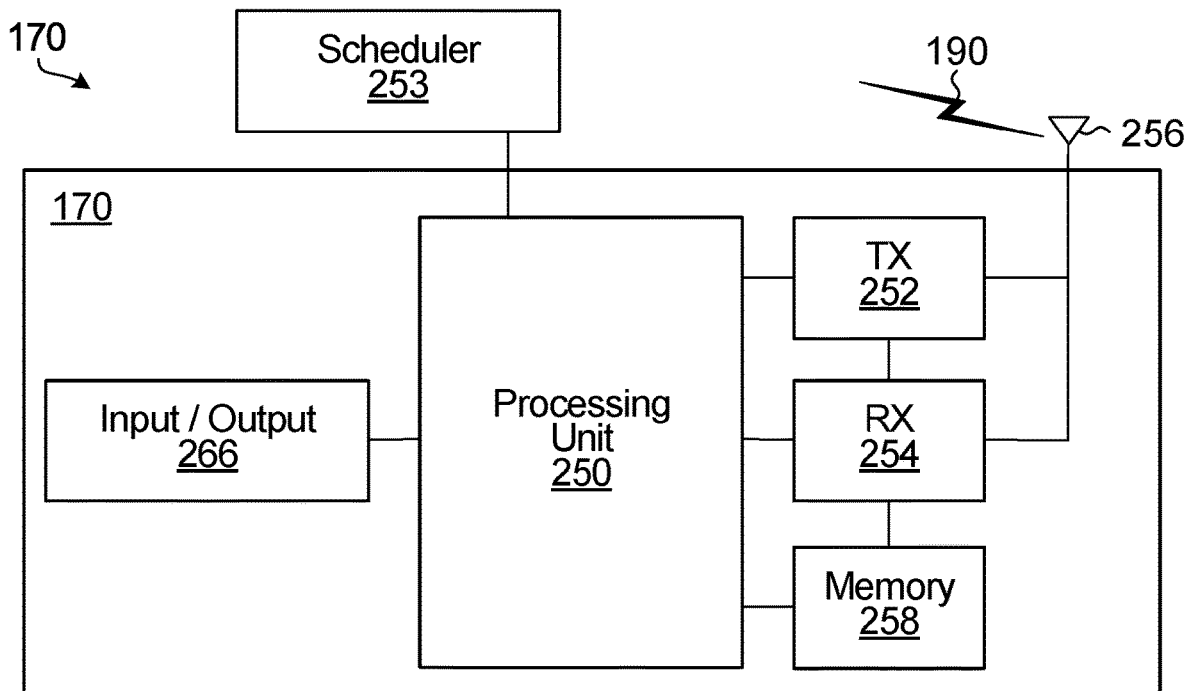 170
Scheduler
253
190
256
170
TX
252
Processing
Unit
250
Input / Output
266
RX
254
Memory
258